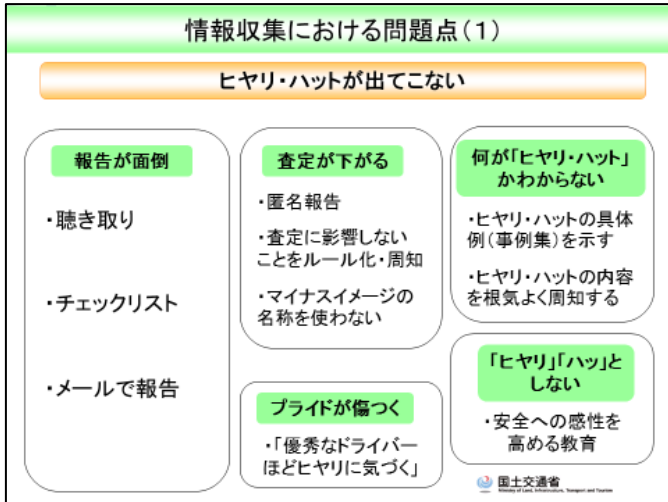 情報収集における問題点(1)
ヒヤリ・ハットが出てこない
報告が面倒
・聴き取り
・チェックリスト
・メールで報告
査定が下がる
・匿名報告
・査定に影響しない
ことをルール化・周知
・マイナスイメージの
名称を使わない
プライドが傷つく
・「優秀なドライバー
ほどヒヤリに気づく」
何が「ヒヤリ・ハット」
かわからない
・ヒヤリ・ハットの具体
例(事例集)を示す
・ヒヤリ・ハットの内容
を根気よく周知する
「ヒヤリ」「ハッ」と
しない
・安全への感性を
高める教育
国土交通省
Ministry of Land, Infrastructure, Transport and Tourism